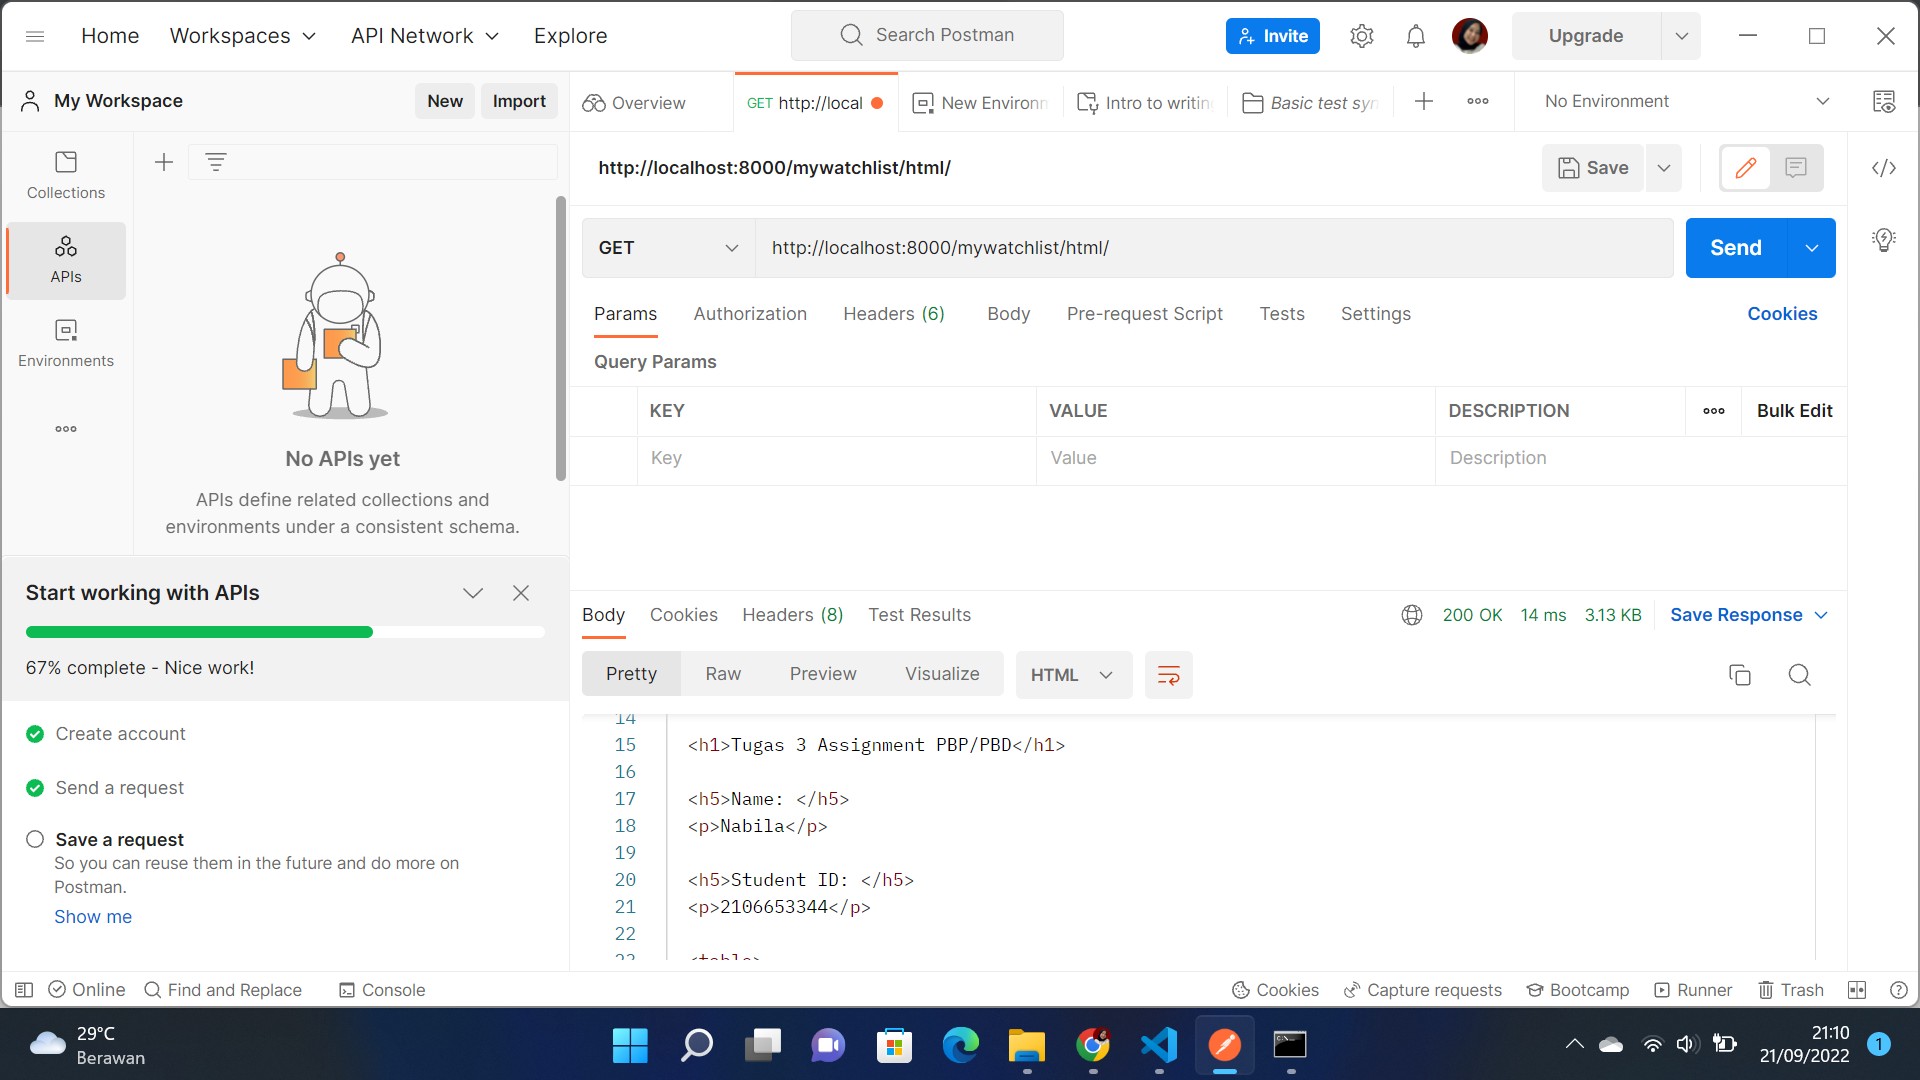 Home Workspaces API Network Explore Search Postman Invite Upgrade
My Workspace New Import
Overview GET http://local New Environn Intro to writin Basic test syn No Environment
Collections
APIs
Environments
No APIs yet
APIs define related collections and
environments under a consistent schema.
Start working with APIs
67% complete - Nice work!
Create account
Send a request
Save a request
So you can reuse them in the future and do more on
Postman.
Show me
http://localhost:8000/mywatchlist/html/ Save
GET http://localhost:8000/mywatchlist/html/ Send
Params Authorization Headers (6) Body Pre-request Script Tests Settings Cookies
Query Params
KEY VALUE DESCRIPTION Bulk Edit
Key Value Description
Body Cookies Headers (8) Test Results 200 OK 14 ms 3.13 KB Save Response
Pretty Raw Preview Visualize HTML
14
15 <h1>Tugas 3 Assignment PBP/PBD</h1>
16
17 <h5>Name: </h5>
18 <p>Nabila</p>
19
20 <h5>Student ID: </h5>
21 <p>2106653344</p>
22
23 <table>
Online Find and Replace Console Cookies Capture requests Bootcamp Runner Trash
29°C
Berawan
21:10
21/09/2022 1